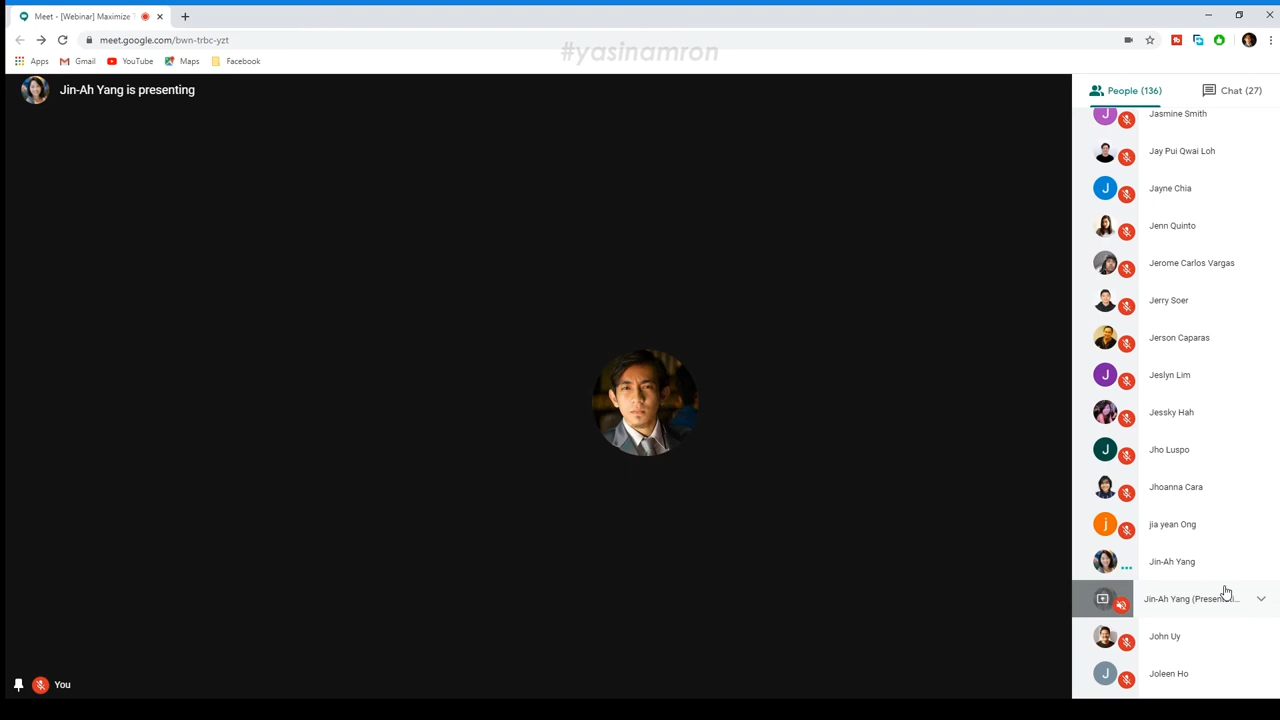 Meet - [Webinar] Maximize T
meet.google.com/bwn-trbc-yzt
#yasinamron
Apps
Gmail
YouTube
Maps
Facebook
Jin-Ah Yang is presenting
People (136)
Chat (27)
J
Jasmine Smith
Jay Pui Qwai Loh
J
Jayne Chia
Jenn Quinto
Jerome Carlos Vargas
Jerry Soer
Jerson Caparas
J
Jeslyn Lim
Jessky Hah
J
Jho Luspo
Jhoanna Cara
j
jia yean Ong
Jin-Ah Yang
Jin-Ah Yang
John Uy
J
Joleen Ho
You